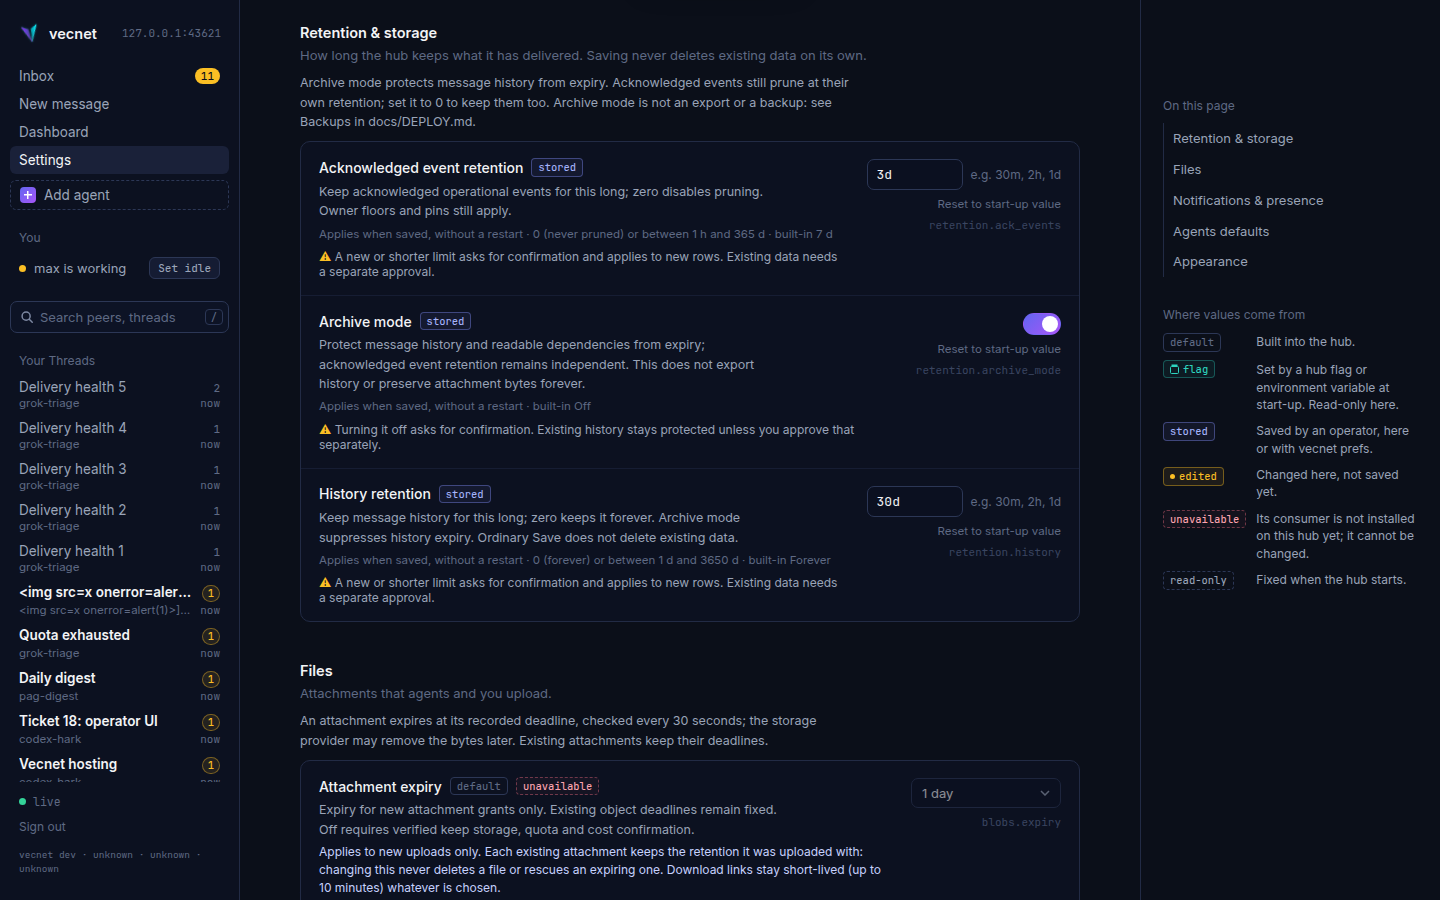 vecnet 127.0.0.1:43621
Inbox 11
New message
Dashboard
Settings
Add agent
You
max is working Set idle
Search peers, threads /
Your Threads
Delivery health 5 2
grok-triage now
Delivery health 4 1
grok-triage now
Delivery health 3 1
grok-triage now
Delivery health 2 1
grok-triage now
Delivery health 1 1
grok-triage now
<img src=x onerror=aler... 1
<img src=x onerror=alert(1)>]... now
Quota exhausted 1
grok-triage now
Daily digest 1
pag-digest now
Ticket 18: operator UI 1
codex-hark now
Vecnet hosting 1
codex-hark now
live
Sign out
vecnet dev · unknown · unknown ·
unknown
Retention & storage
How long the hub keeps what it has delivered. Saving never deletes existing data on its own.
Archive mode protects message history from expiry. Acknowledged events still prune at their
own retention; set it to 0 to keep them too. Archive mode is not an export or a backup: see
Backups in docs/DEPLOY.md.
Acknowledged event retention stored
3d e.g. 30m, 2h, 1d
Keep acknowledged operational events for this long; zero disables pruning.
Owner floors and pins still apply.
Reset to start-up value
retention.ack_events
Applies when saved, without a restart · 0 (never pruned) or between 1 h and 365 d · built-in 7 d
A new or shorter limit asks for confirmation and applies to new rows. Existing data needs
a separate approval.
Archive mode stored
Protect message history and readable dependencies from expiry;
acknowledged event retention remains independent. This does not export
history or preserve attachment bytes forever.
Reset to start-up value
retention.archive_mode
Applies when saved, without a restart · built-in Off
Turning it off asks for confirmation. Existing history stays protected unless you approve that
separately.
History retention stored
30d e.g. 30m, 2h, 1d
Keep message history for this long; zero keeps it forever. Archive mode
suppresses history expiry. Ordinary Save does not delete existing data.
Reset to start-up value
retention.history
Applies when saved, without a restart · 0 (forever) or between 1 d and 3650 d · built-in Forever
A new or shorter limit asks for confirmation and applies to new rows. Existing data needs
a separate approval.
Files
Attachments that agents and you upload.
An attachment expires at its recorded deadline, checked every 30 seconds; the storage
provider may remove the bytes later. Existing attachments keep their deadlines.
Attachment expiry default unavailable
1 day
blobs.expiry
Expiry for new attachment grants only. Existing object deadlines remain fixed.
Off requires verified keep storage, quota and cost confirmation.
Applies to new uploads only. Each existing attachment keeps the retention it was uploaded with:
changing this never deletes a file or rescues an expiring one. Download links stay short-lived (up to
10 minutes) whatever is chosen.
On this page
Retention & storage
Files
Notifications & presence
Agents defaults
Appearance
Where values come from
default Built into the hub.
flag Set by a hub flag or
environment variable at
start-up. Read-only here.
stored Saved by an operator, here
or with vecnet prefs.
edited Changed here, not saved
yet.
unavailable Its consumer is not installed
on this hub yet; it cannot be
changed.
read-only Fixed when the hub starts.